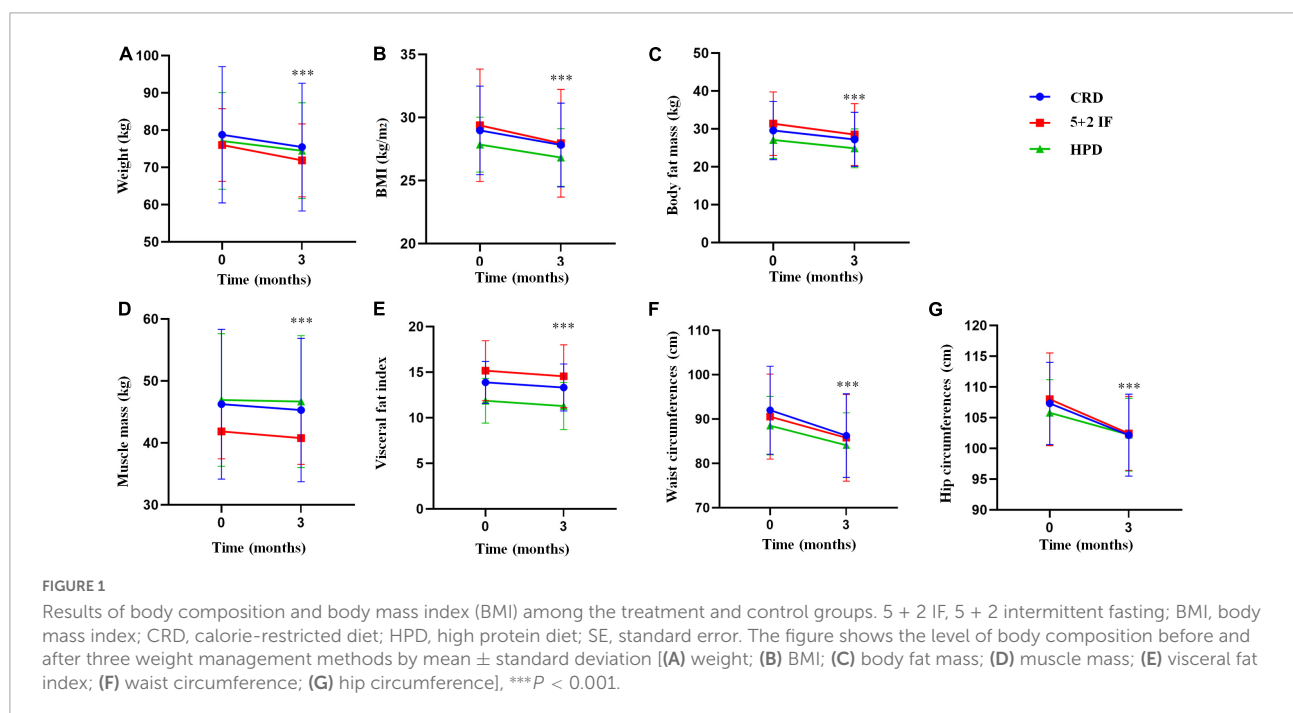 A
***
Weight (kg)
100
90
80
70
60
50
0
3
Time (months)
B
***
BMI (kg/m2)
35
30
25
20
0
3
Time (months)
C
***
Body fat mass (kg)
50
40
30
20
10
0
0
3
Time (months)
CRD
5+2 IF
HPD
D
***
Muscle mass (kg)
60
50
40
30
0
3
Time (months)
E
***
Visceral fat index
20
15
10
5
0
0
3
Time (months)
F
***
Waist circumferences (cm)
110
100
90
80
70
0
3
Time (months)
G
***
Hip circumferences (cm)
120
115
110
105
100
95
90
0
3
Time (months)
FIGURE 1
Results of body composition and body mass index (BMI) among the treatment and control groups. 5 + 2 IF, 5 + 2 intermittent fasting; BMI, body
mass index; CRD, calorie-restricted diet; HPD, high protein diet; SE, standard error. The figure shows the level of body composition before and
after three weight management methods by mean ± standard deviation [(A) weight; (B) BMI; (C) body fat mass; (D) muscle mass; (E) visceral fat
index; (F) waist circumference; (G) hip circumference], ***P < 0.001.